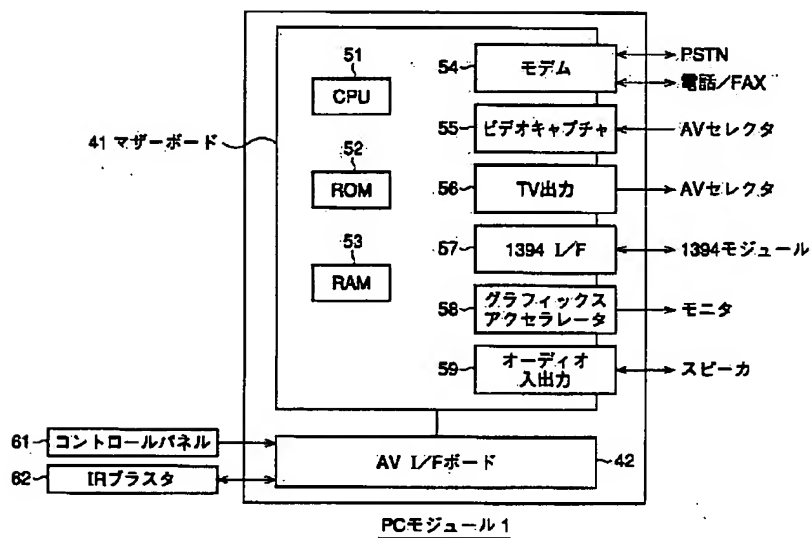 51
CPU
52
ROM
53
RAM
41 マザーボード
54
モデム
PSTN
電話/FAX
55
ビデオキャプチャ
AVセレクタ
56
TV出力
AVセレクタ
57
1394 I/F
1394モジュール
58
グラフィックス
アクセラレータ
モニタ
59
オーディオ
入出力
スピーカ
61
コントロールパネル
62
IRブラスタ
AV I/Fボード
42
PCモジュール 1